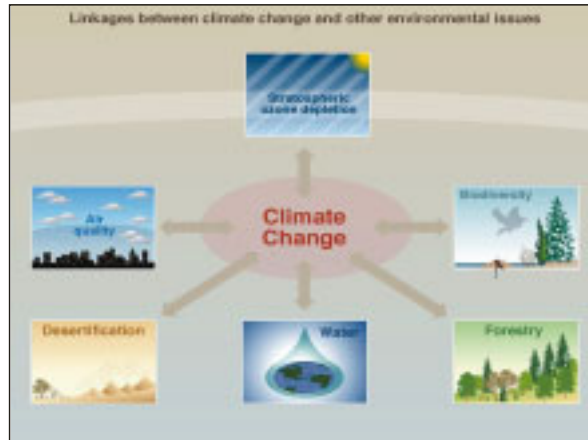 Linkages between climate change and other environmental issues
Stratospheric
ozone depletion
Air
quality
Climate
Change
Biodiversity
Desertification
Water
Forestry